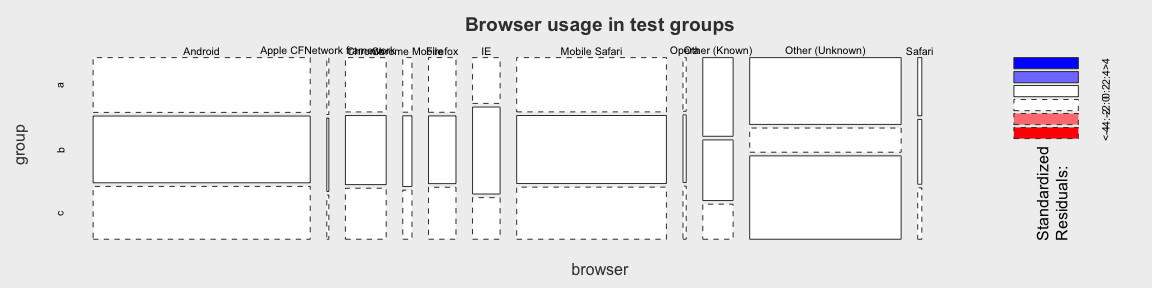 Browser usage in test groups
Android Apple CFNetwork framework Chrome Chrome Mobile Firefox IE Mobile Safari Opera Other (Known) Other (Unknown) Safari
a
b
c
group
browser
Standardized
Residuals:
<-4 -4:-2 -2:0 0:2 2:4 >4